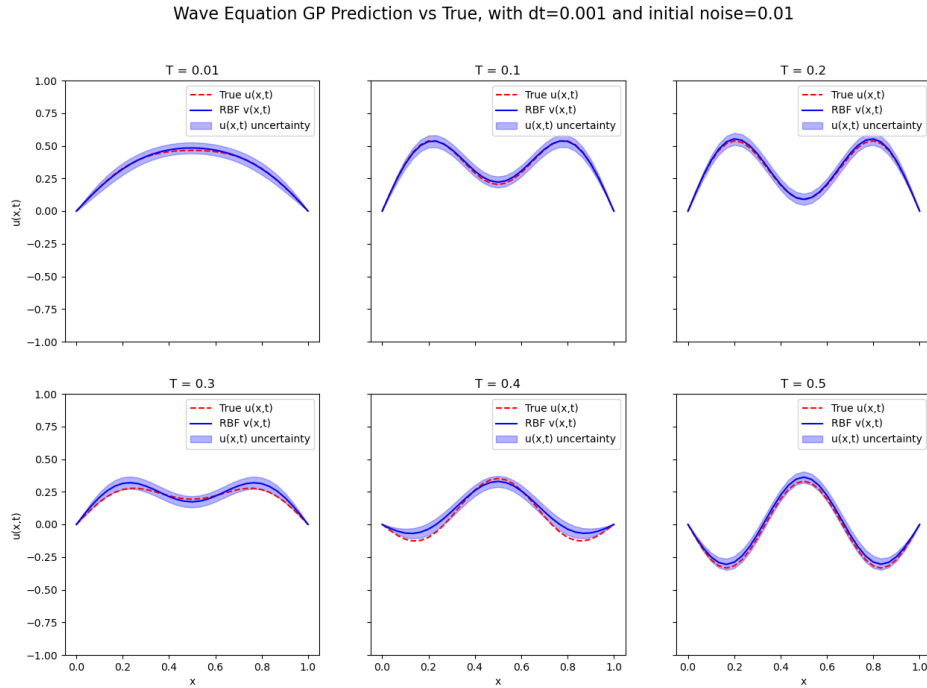 Wave Equation GP Prediction vs True, with dt=0.001 and initial noise=0.01
T = 0.01
True u(x,t)
RBF v(x,t)
u(x,t) uncertainty
1.00
0.75
0.50
0.25
0.00
−0.25
−0.50
−0.75
−1.00
u(x,t)
T = 0.1
True u(x,t)
RBF v(x,t)
u(x,t) uncertainty
T = 0.2
True u(x,t)
RBF v(x,t)
u(x,t) uncertainty
T = 0.3
True u(x,t)
RBF v(x,t)
u(x,t) uncertainty
1.00
0.75
0.50
0.25
0.00
−0.25
−0.50
−0.75
−1.00
u(x,t)
0.0 0.2 0.4 0.6 0.8 1.0
x
T = 0.4
True u(x,t)
RBF v(x,t)
u(x,t) uncertainty
0.0 0.2 0.4 0.6 0.8 1.0
x
T = 0.5
True u(x,t)
RBF v(x,t)
u(x,t) uncertainty
0.0 0.2 0.4 0.6 0.8 1.0
x